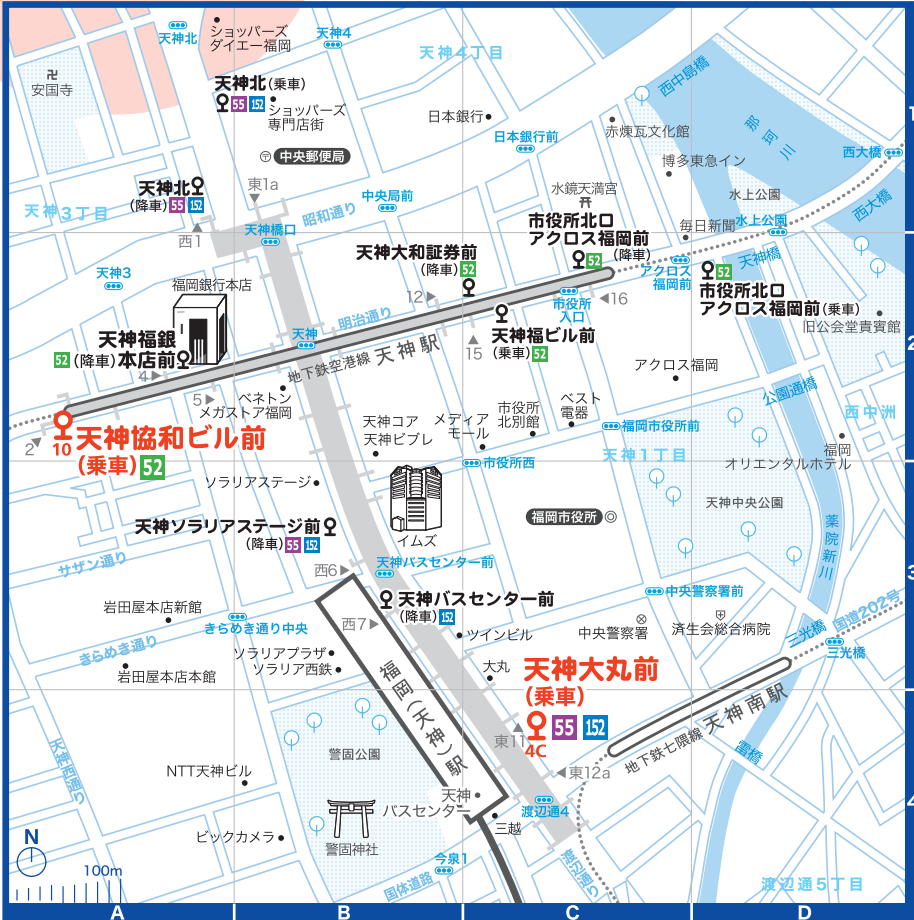 天神北
ショッパーズ
ダイエー福岡
天神4
天神4丁目
西中島橋
1
卍
安国寺
天神北(乗車)
55 152
ショッパーズ
専門店街
日本銀行
日本銀行前
赤煉瓦文化館
那珂川
西大橋
〒 中央郵便局
博多東急イン
天神北
(降車) 55 152
東1a
中央局前
水鏡天満宮
水上公園
西大橋
天神3丁目
昭和通り
市役所北口
アクロス福岡前
(降車)
52
毎日新聞
水上公園
西1
天神橋口
天神大和証券前
(降車) 52
アクロス
福岡前
天神橋
52
市役所北口
アクロス福岡前(乗車)
天神3
福岡銀行本店
12
市役所
入口
16
旧公会堂貴賓館
明治通り
天神
天神福銀
本店前
52 (降車)
天神福ビル前
(乗車) 52
2
15
地下鉄空港線 天神駅
アクロス福岡
4
5
ベネトン
メガストア福岡
公園通橋
西中洲
2
10
天神協和ビル前
(乗車) 52
天神コア
天神ビブレ
メディア
モール
市役所
北別館
ベスト
電器
福岡市役所前
天神1丁目
福岡
オリエンタルホテル
市役所西
ソラリアステージ
天神中央公園
天神ソラリアステージ前
(降車) 55 152
イムズ
福岡市役所
薬院新川
サザン通り
西6
天神バスセンター前
3
岩田屋本店新館
きらめき通り中央
天神バスセンター前
(降車) 152
中央警察署前
国道202号
西7
ツインビル
中央警察署
済生会総合病院
三光橋
三光橋
きらめき通り
ソラリアプラザ
ソラリア西鉄
岩田屋本店本館
大丸
天神大丸前
(乗車)
55 152
4C
福岡(天神)駅
東11
地下鉄七隈線 天神南駅
警固公園
雷橋
NTT天神ビル
東12a
天神
バスセンター
渡辺通4
4
三越
ビックカメラ
警固神社
今泉1
国体道路
渡辺通り
渡辺通5丁目
N
100m
A
B
C
D